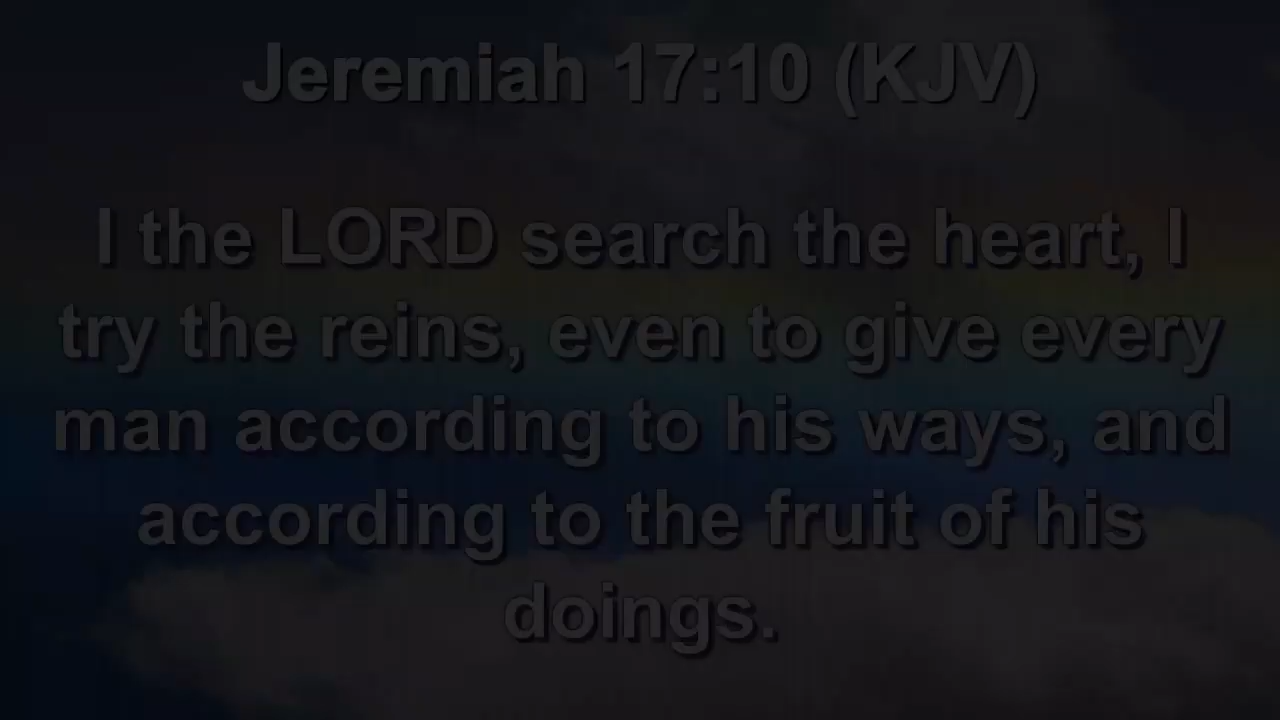 Jeremiah 17:10 (KJV)
I the LORD search the heart, I
try the reins, even to give every
man according to his ways, and
according to the fruit of his
doings.